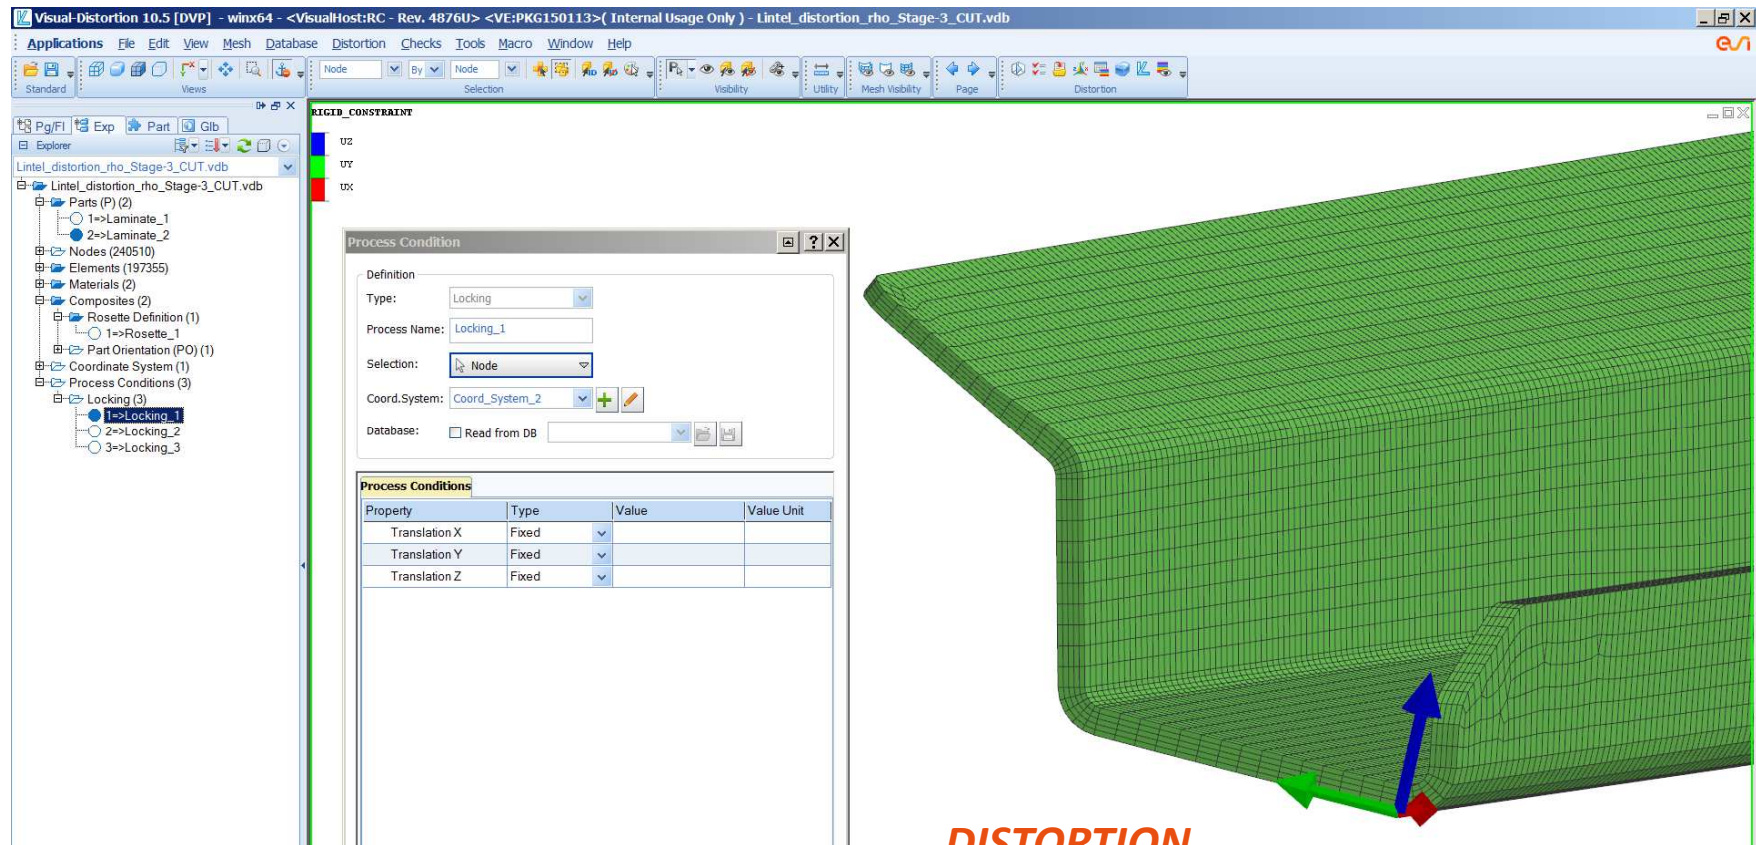 Visual-Distortion 10.5 [DVP] - winx64 - <VisualHost:RC - Rev. 4876U> <VE:PKG150113>( Internal Usage Only ) - Lintel_distortion_rho_Stage-3_CUT.vdb
Applications File Edit View Mesh Database Distortion Checks Tools Macro Window Help
esi
Node By Node
Standard Views Selection Visibility Utility Mesh Visibility Page Distortion
Pg/Fl Exp Part Glb
Explorer
Lintel_distortion_rho_Stage-3_CUT.vdb
Lintel_distortion_rho_Stage-3_CUT.vdb
Parts (P) (2)
1=>Laminate_1
2=>Laminate_2
Nodes (240510)
Elements (197355)
Materials (2)
Composites (2)
Rosette Definition (1)
1=>Rosette_1
Part Orientation (PO) (1)
Coordinate System (1)
Process Conditions (3)
Locking (3)
1=>Locking_1
2=>Locking_2
3=>Locking_3
RIGID_CONSTRAINT
UZ
UY
UX
Process Condition
Definition
Type: Locking
Process Name: Locking_1
Selection: Node
Coord.System: Coord_System_2
Database: Read from DB
Process Conditions
Property Type Value Value Unit
Translation X Fixed
Translation Y Fixed
Translation Z Fixed
DISTORTION